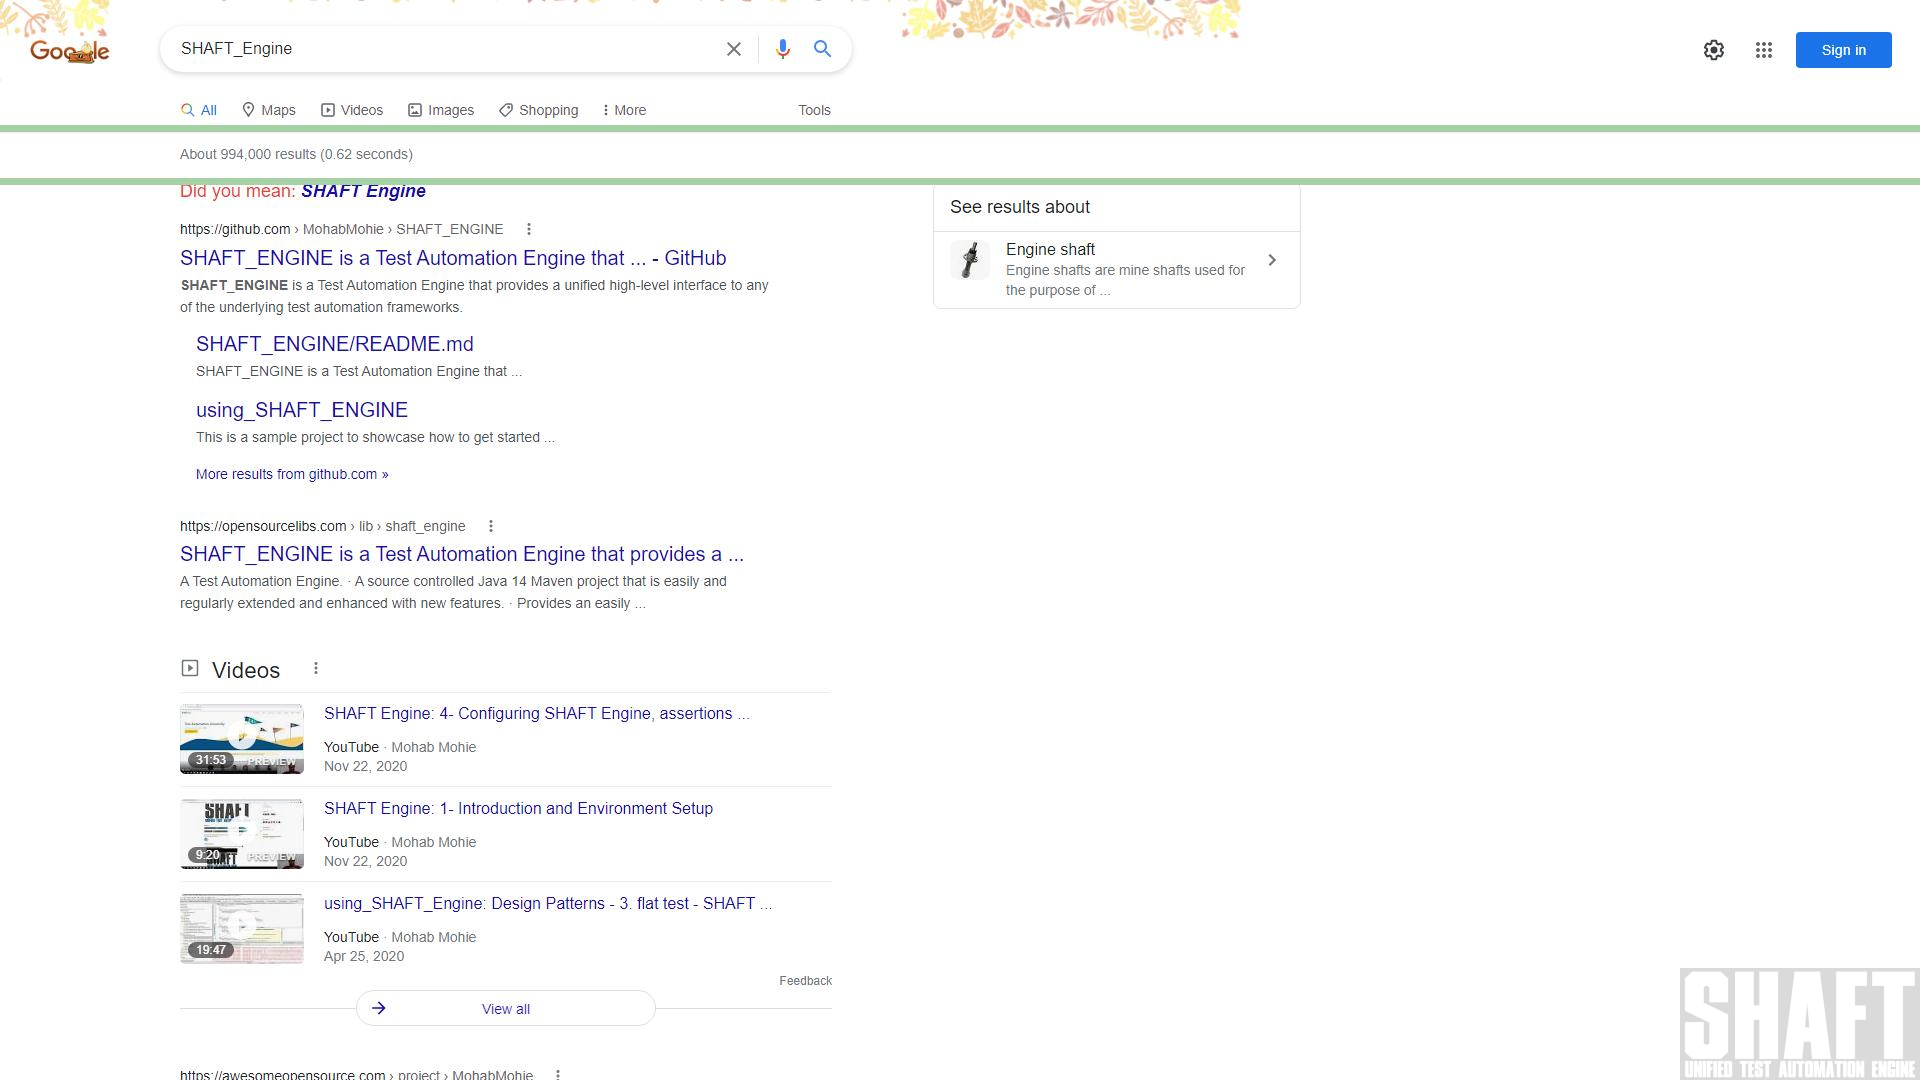 Google
SHAFT_Engine
Sign in
All
Maps
Videos
Images
Shopping
More
Tools
About 994,000 results (0.62 seconds)
Did you mean: SHAFT Engine
https://github.com › MohabMohie › SHAFT_ENGINE
SHAFT_ENGINE is a Test Automation Engine that ... - GitHub
SHAFT_ENGINE is a Test Automation Engine that provides a unified high-level interface to any
of the underlying test automation frameworks.
SHAFT_ENGINE/README.md
SHAFT_ENGINE is a Test Automation Engine that ...
using_SHAFT_ENGINE
This is a sample project to showcase how to get started ...
More results from github.com »
https://opensourcelibs.com › lib › shaft_engine
SHAFT_ENGINE is a Test Automation Engine that provides a ...
A Test Automation Engine. · A source controlled Java 14 Maven project that is easily and
regularly extended and enhanced with new features. · Provides an easily ...
Videos
31:53
PREVIEW
SHAFT Engine: 4- Configuring SHAFT Engine, assertions ...
YouTube · Mohab Mohie
Nov 22, 2020
SHAFT
9:20
PREVIEW
SHAFT Engine: 1- Introduction and Environment Setup
YouTube · Mohab Mohie
Nov 22, 2020
19:47
using_SHAFT_Engine: Design Patterns - 3. flat test - SHAFT ...
YouTube · Mohab Mohie
Apr 25, 2020
Feedback
View all
https://awesomeopensource.com › project › MohabMohie
See results about
Engine shaft
Engine shafts are mine shafts used for
the purpose of ...
SHAFT
UNIFIED TEST AUTOMATION ENGINE